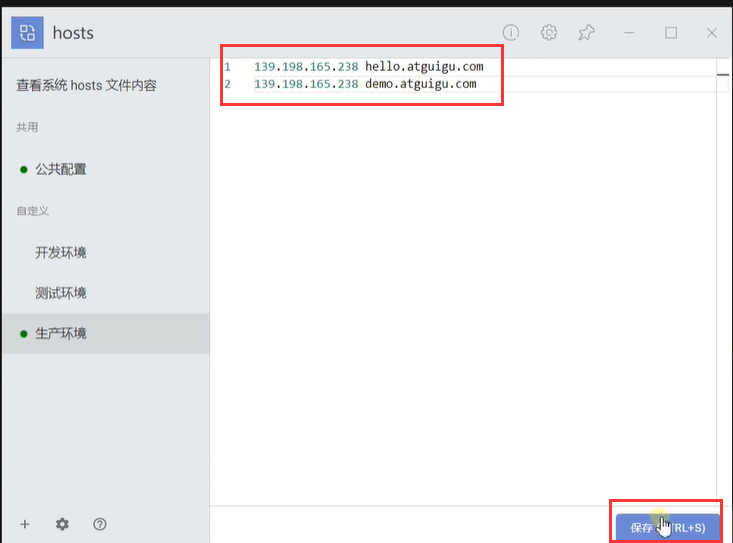 hosts
查看系统 hosts 文件内容
共用
公共配置
自定义
开发环境
测试环境
生产环境
1 139.198.165.238 hello.atguigu.com
2 139.198.165.238 demo.atguigu.com
保存 RL+S)